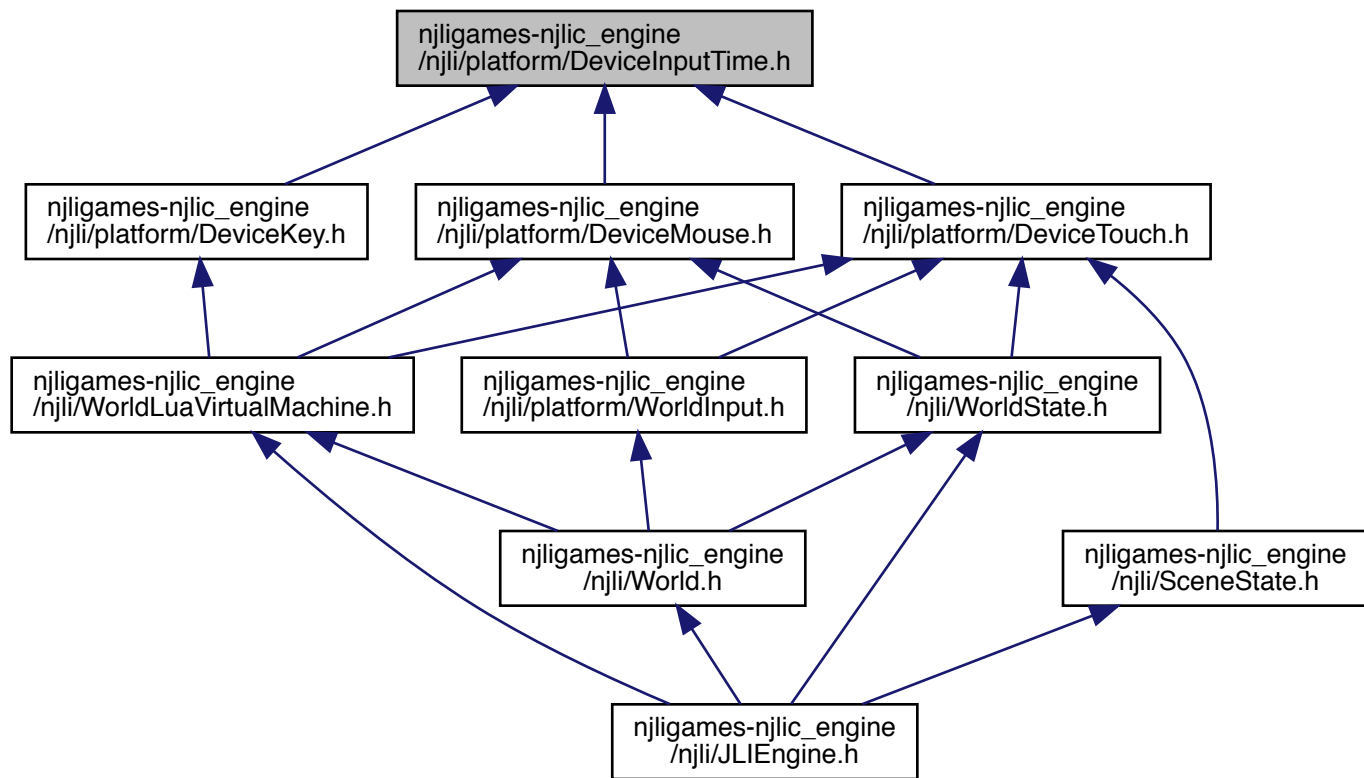 njligames-njlic_engine
/njli/platform/DeviceInputTime.h
njligames-njlic_engine
/njli/platform/DeviceKey.h
njligames-njlic_engine
/njli/platform/DeviceMouse.h
njligames-njlic_engine
/njli/platform/DeviceTouch.h
njligames-njlic_engine
/njli/WorldLuaVirtualMachine.h
njligames-njlic_engine
/njli/platform/WorldInput.h
njligames-njlic_engine
/njli/WorldState.h
njligames-njlic_engine
/njli/World.h
njligames-njlic_engine
/njli/SceneState.h
njligames-njlic_engine
/njli/JLIEngine.h